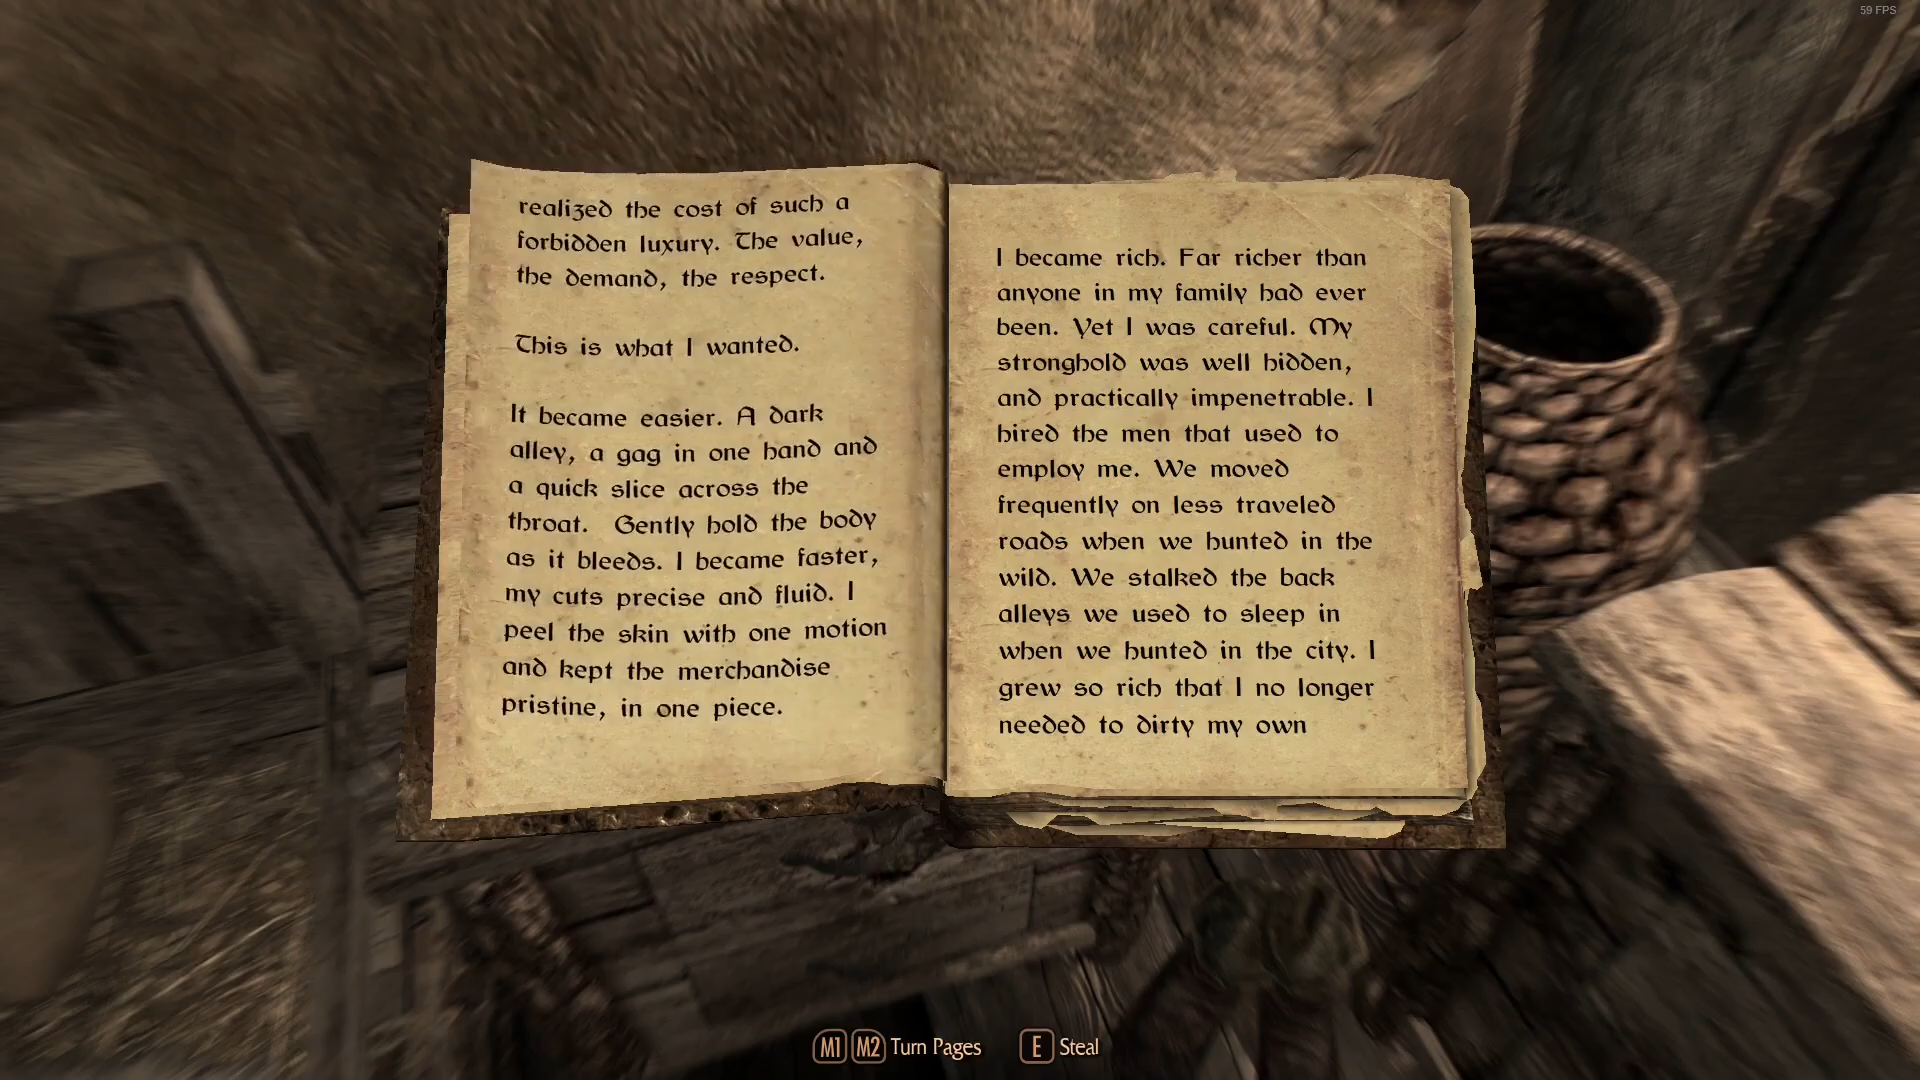 59 FPS
realized the cost of such a
forbidden luxury. The value,
the demand, the respect.
This is what I wanted.
It became easier. A dark
alley, a gag in one hand and
a quick slice across the
throat. Gently hold the body
as it bleeds. I became faster,
my cuts precise and fluid. I
peel the skin with one motion
and kept the merchandise
pristine, in one piece.
I became rich. Far richer than
anyone in my family had ever
been. Yet I was careful. My
stronghold was well hidden,
and practically impenetrable. I
hired the men that used to
employ me. We moved
frequently on less traveled
roads when we hunted in the
wild. We stalked the back
alleys we used to sleep in
when we hunted in the city. I
grew so rich that I no longer
needed to dirty my own
M1 M2 Turn Pages E Steal